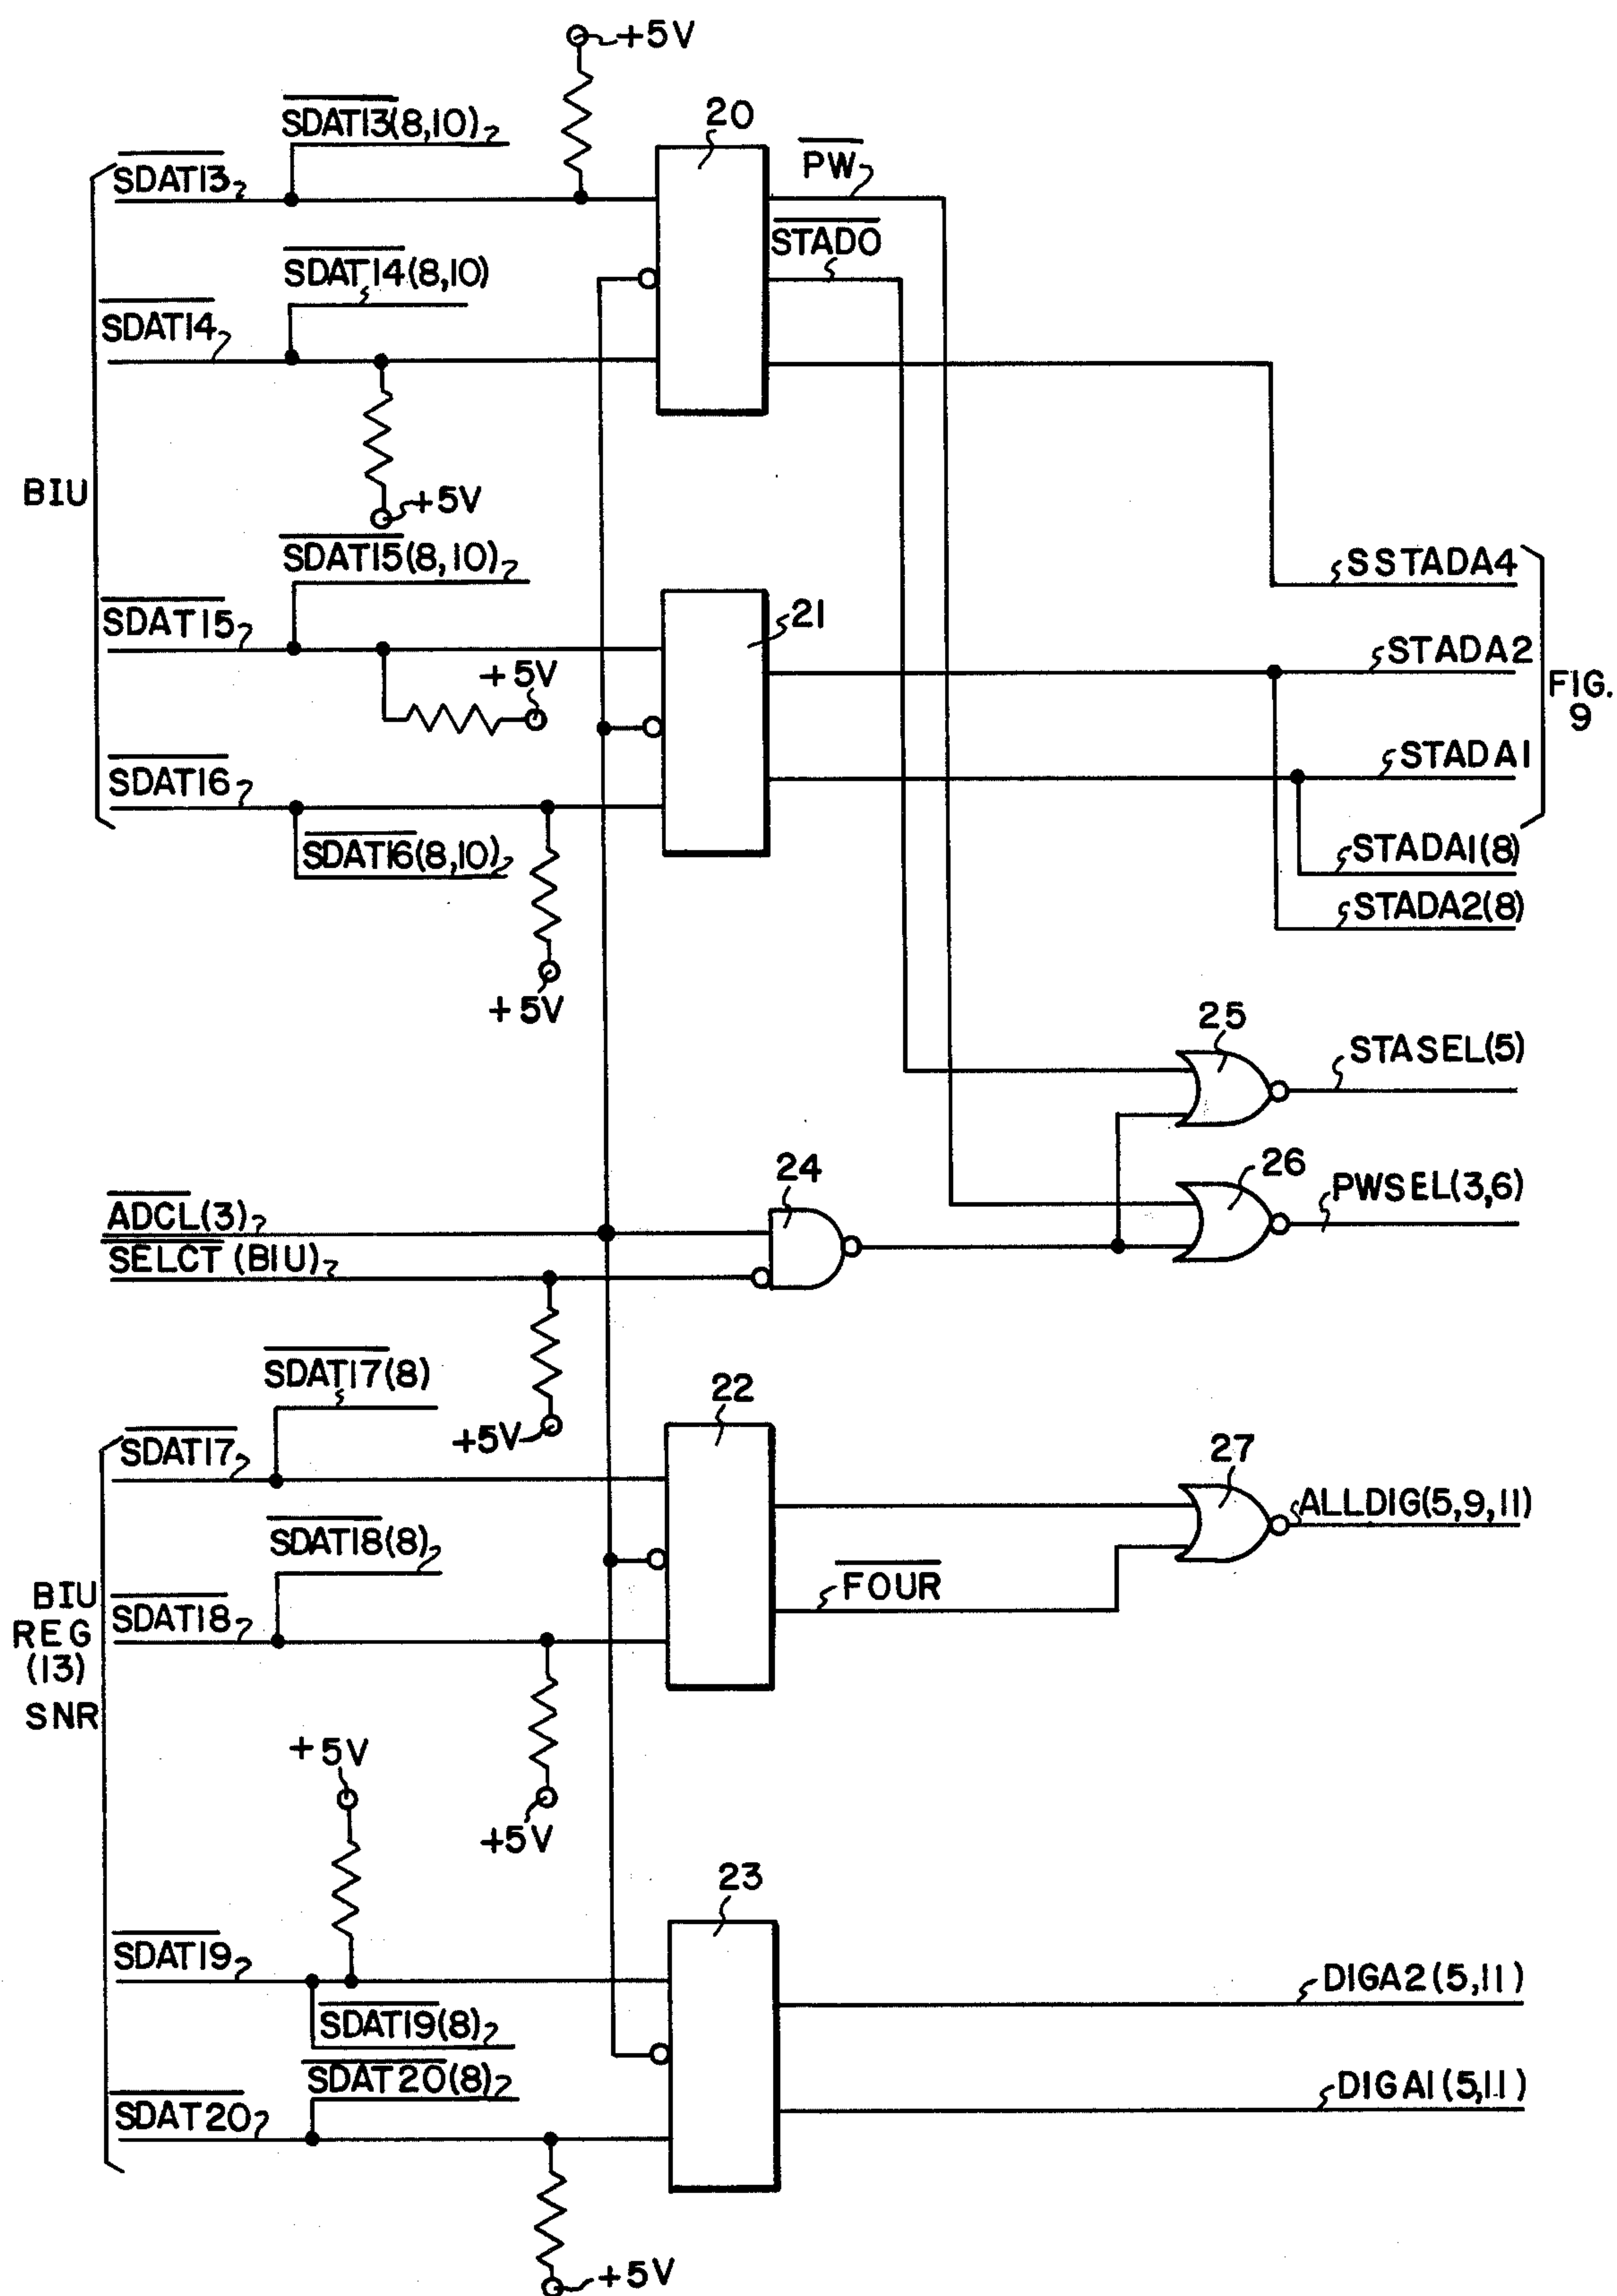 +5V
SDAT13(8,10)
20
SDAT13
PW
STADO
SDAT14(8,10)
SDAT14
BIU
+5V
SDAT15(8,10)
SSTADA4
SDAT15
21
STADA2
+5V
FIG.
9
SDAT16
STADA1
SDAT16(8,10)
STADA1(8)
STADA2(8)
+5V
25
STASEL(5)
24
26
ADCL(3)
PWSEL(3,6)
SELCT (BIU)
SDAT17(8)
22
+5V
SDAT17
27
ALLDIG(5,9,11)
SDAT18(8)
FOUR
BIU
REG
(13)
SNR
SDAT18
+5V
+5V
23
SDAT19
DIGA2(5,11)
SDAT19(8)
SDAT20(8)
DIGA1(5,11)
SDAT20
+5V